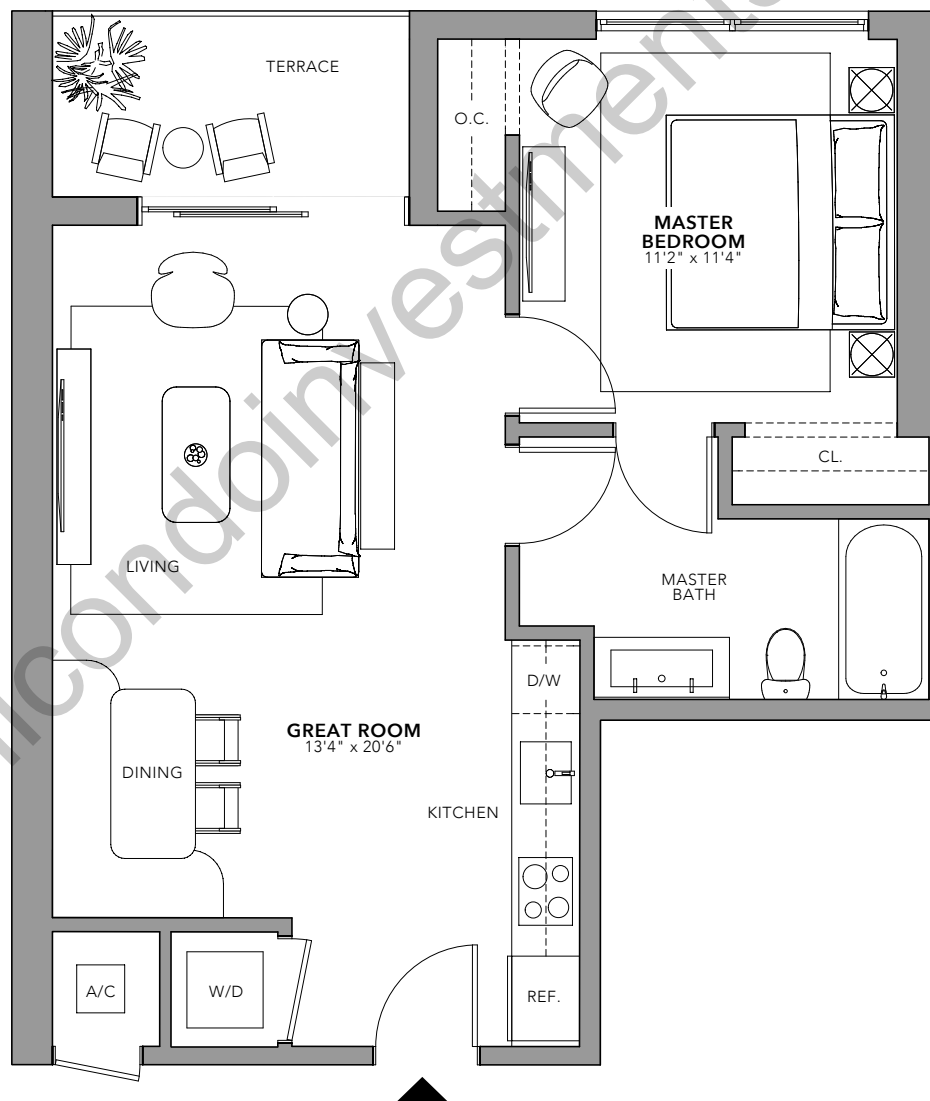 TERRACE
O.C.
MASTER
BEDROOM
11'2" x 11'4"
CL.
LIVING
MASTER
BATH
D/W
GREAT ROOM
13'4" x 20'6"
DINING
KITCHEN
A/C
W/D
REF.
icondoinvestments